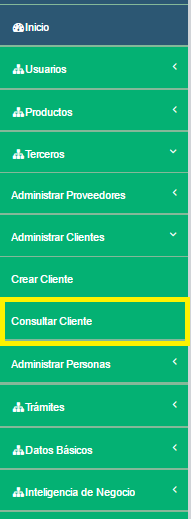 Inicio
Usuarios
Productos
Terceros
Administrar Proveedores
Administrar Clientes
Crear Cliente
Consultar Cliente
Administrar Personas
Trámites
Datos Básicos
Inteligencia de Negocio